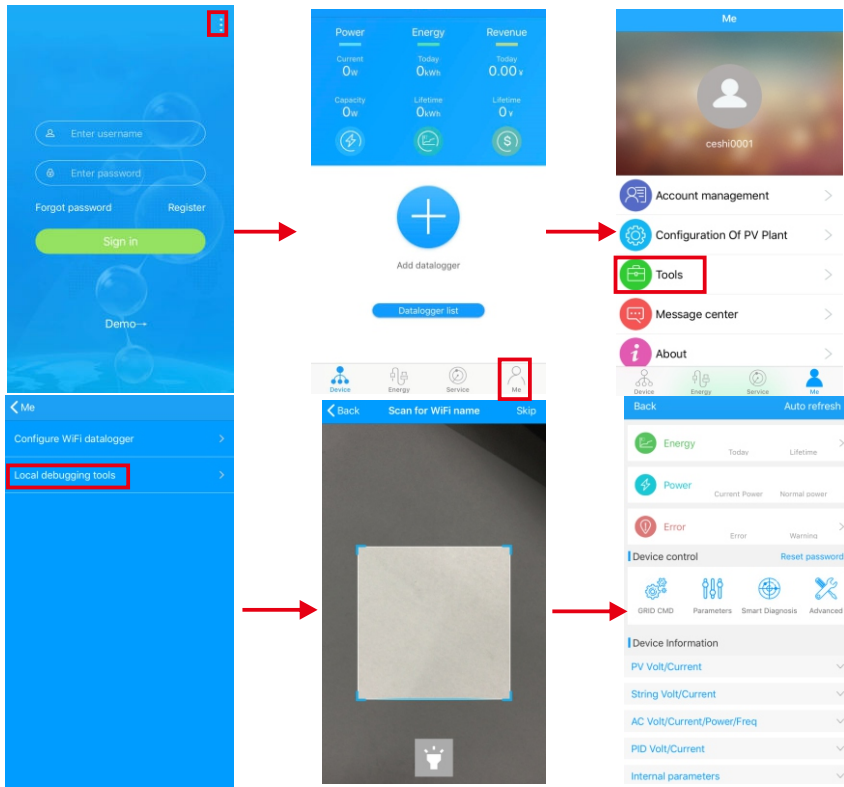 Enter username
Enter password
Forgot password Register
Sign in
Demo→
Power Energy Revenue
Current Today Today
0w 0kWh 0.00 ¥
Capacity Lifetime Lifetime
0w 0kWh 0 ¥
Add datalogger
Datalogger list
Device Energy Service Me
Me
ceshi0001
Account management
Configuration Of PV Plant
Tools
Message center
About
Device Energy Service Me
Me
Configure WiFi datalogger
Local debugging tools
Back Scan for WiFi name Skip
Back Auto refresh
Energy
Today Lifetime
Power
Current Power Normal power
Error
Error Warning
Device control Reset password
GRID CMD Parameters Smart Diagnosis Advanced
Device Information
PV Volt/Current
String Volt/Current
AC Volt/Current/Power/Freq
PID Volt/Current
Internal parameters